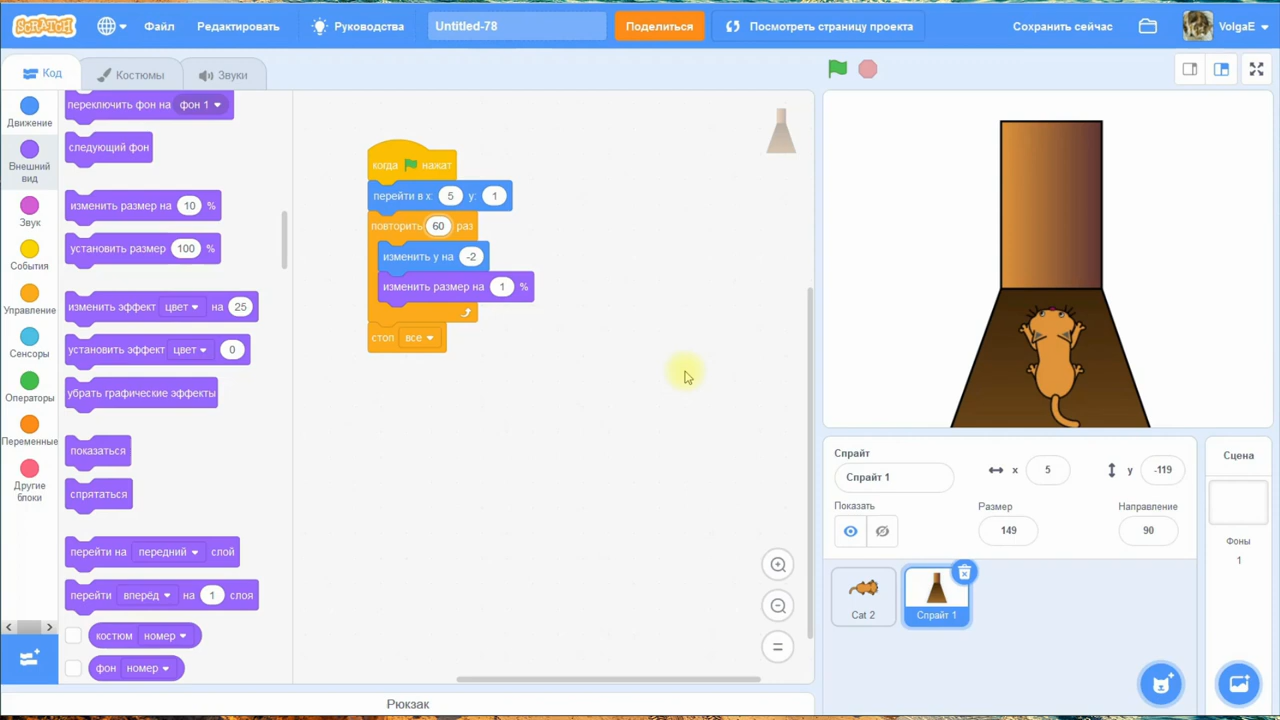 SCRATCH Файл Редактировать Руководства Untitled-78 Поделиться Посмотреть страницу проекта Сохранить сейчас VolgaE
Код Костюмы Звуки
Движение
Внешний вид
Звук
События
Управление
Сенсоры
Операторы
Переменные
Другие блоки
переключить фон на фон 1
следующий фон
изменить размер на 10 %
установить размер 100 %
изменить эффект цвет на 25
установить эффект цвет 0
убрать графические эффекты
показаться
спрятаться
перейти на передний слой
перейти вперёд на 1 слоя
костюм номер
фон номер
когда нажат
перейти в x: 5 y: 1
повторить 60 раз
изменить y на -2
изменить размер на 1 %
стоп все
Спрайт
Спрайт 1 x 5 y -119
Показать Размер Направление
149 90
Cat 2 Спрайт 1
Сцена
Фоны
1
Рюкзак